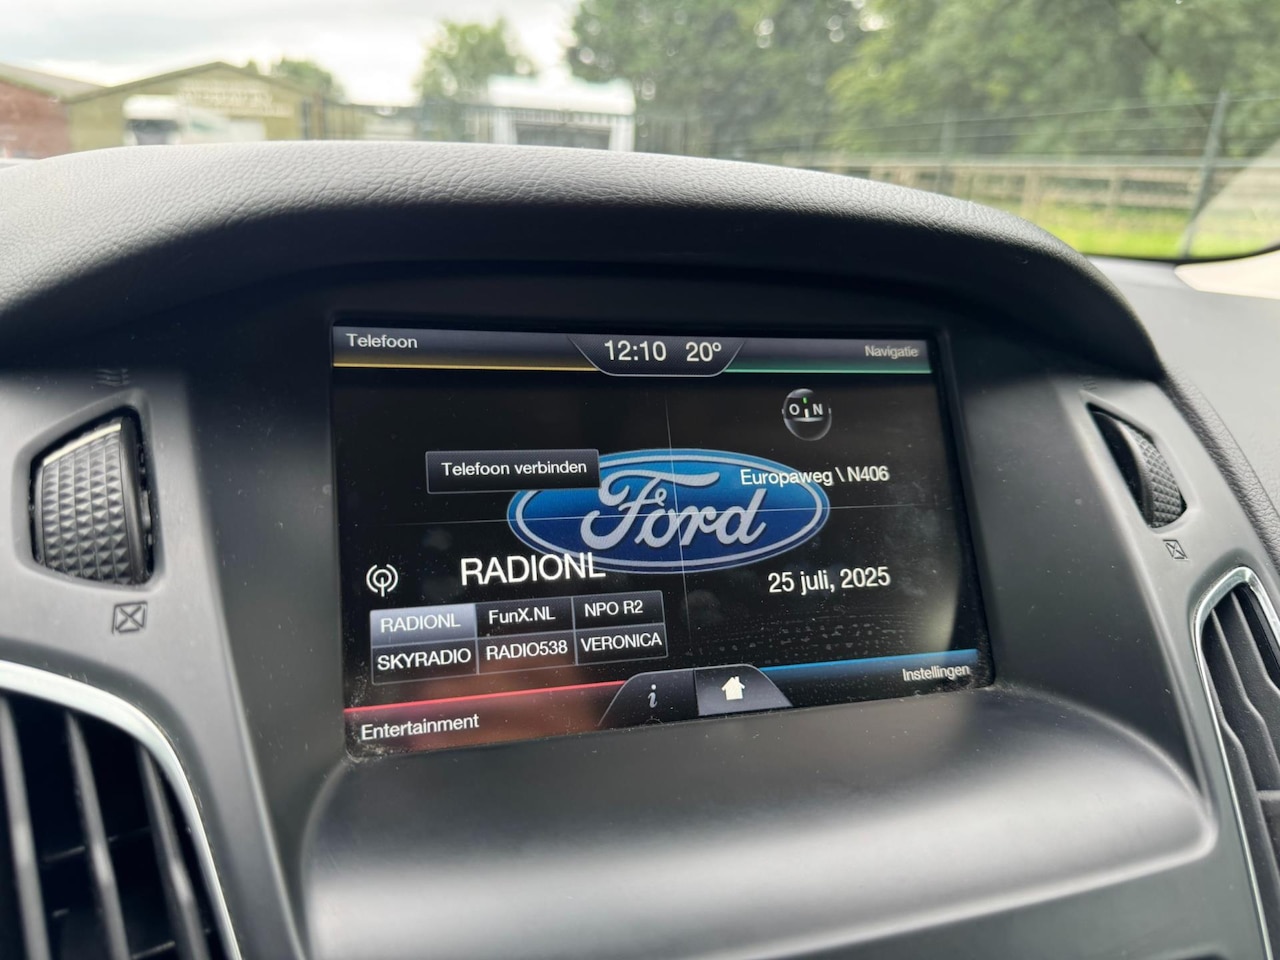 Telefoon
12:10 20°
Navigatie
O N
Telefoon verbinden
Europaweg \ N406
Ford
RADIONL
25 juli, 2025
RADIONL FunX.NL NPO R2
SKYRADIO RADIO538 VERONICA
Entertainment
i
Instellingen